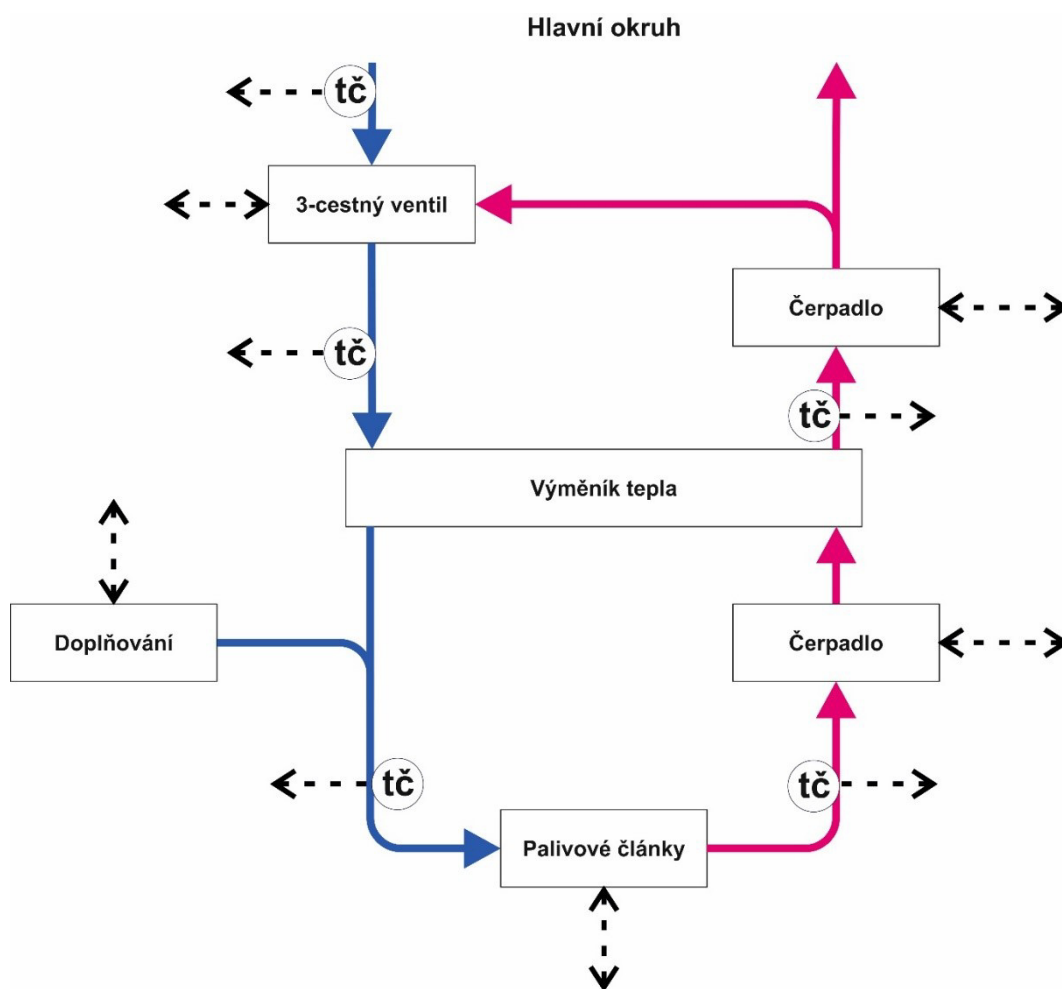 Hlavní okruh
tč
3-cestný ventil
Čerpadlo
tč
tč
Výměník tepla
Doplňování
Čerpadlo
tč
tč
Palivové články